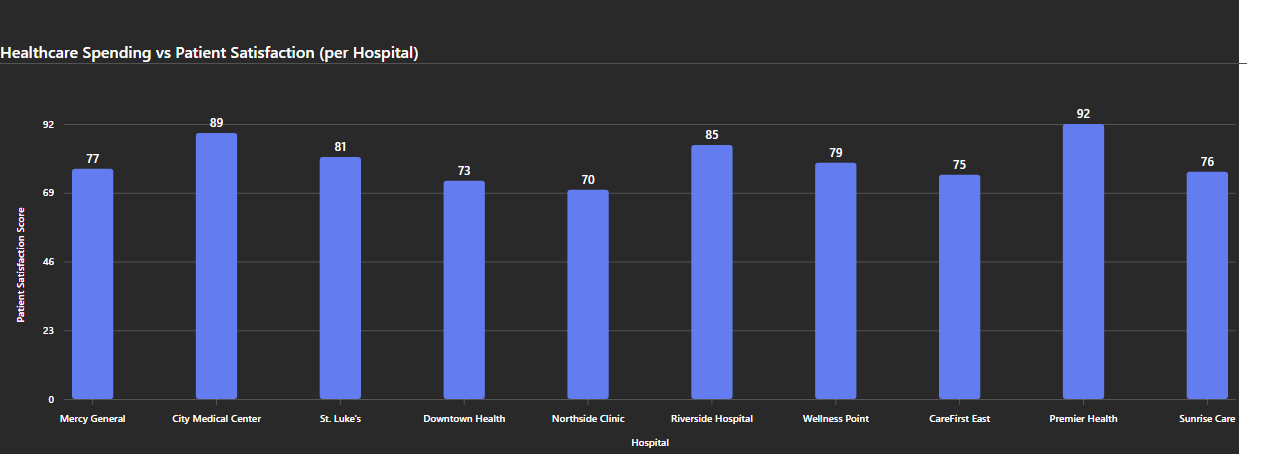 Healthcare Spending vs Patient Satisfaction (per Hospital)
92
69
46
23
0
Patient Satisfaction Score
77
89
81
73
70
85
79
75
92
76
Mercy General
City Medical Center
St. Luke's
Downtown Health
Northside Clinic
Riverside Hospital
Wellness Point
CareFirst East
Premier Health
Sunrise Care
Hospital